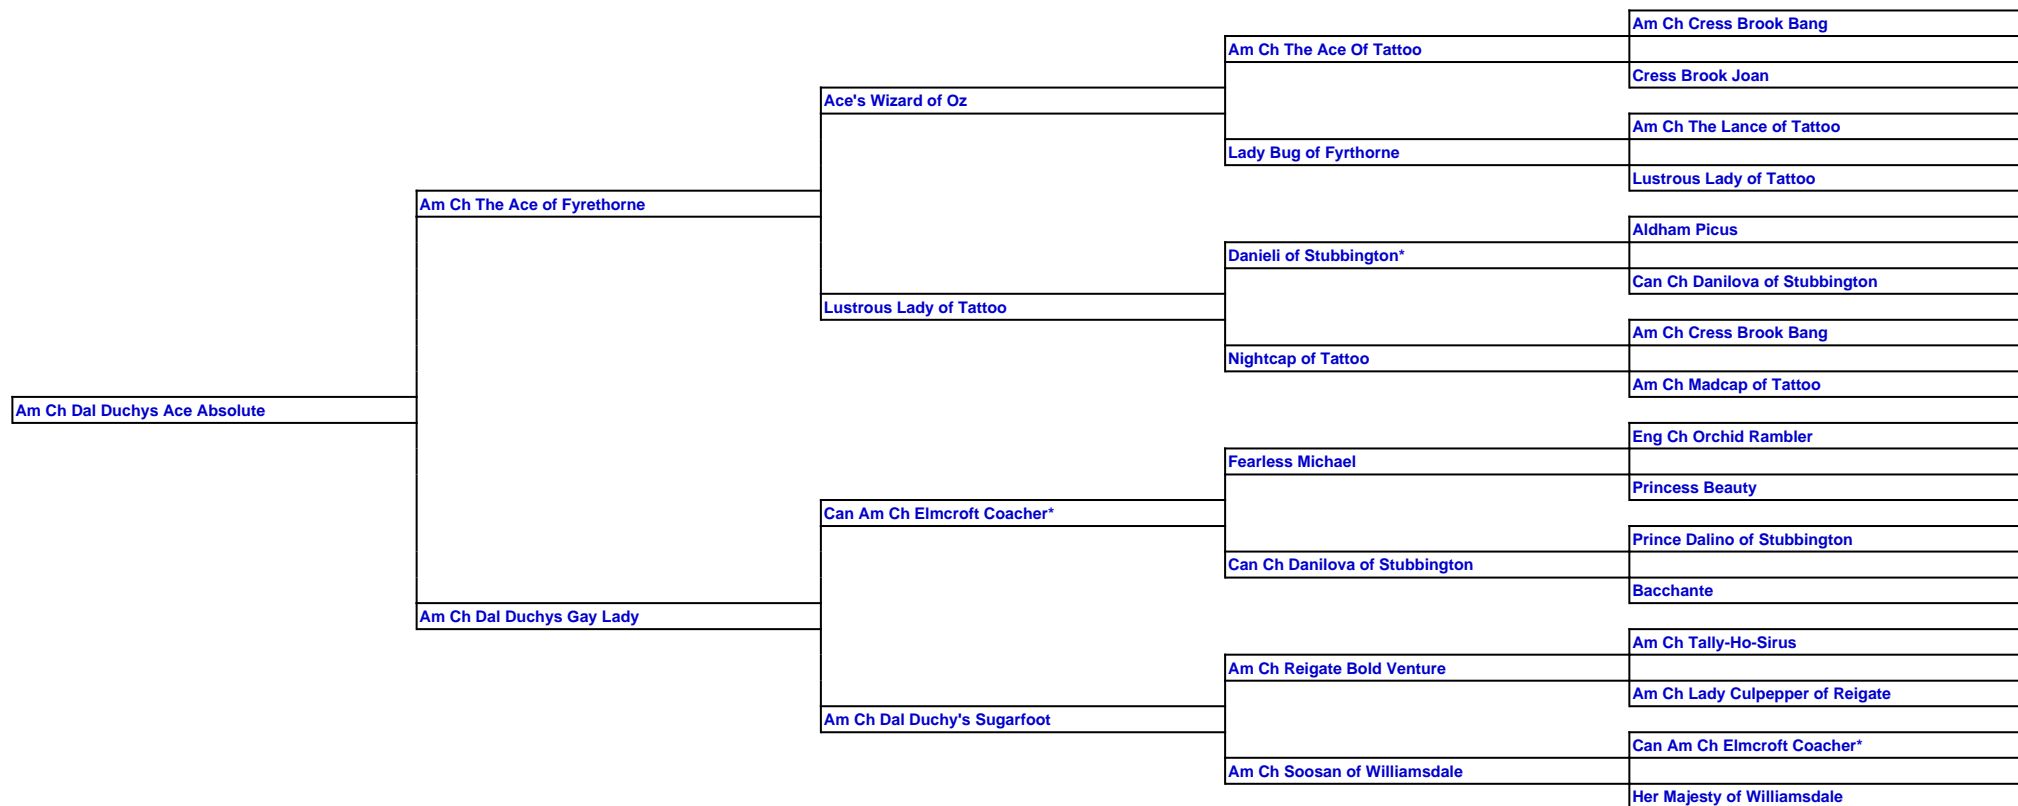 Am Ch Cress Brook Bang
Am Ch The Ace Of Tattoo
Cress Brook Joan
Ace's Wizard of Oz
Am Ch The Lance of Tattoo
Lady Bug of Fyrthorne
Lustrous Lady of Tattoo
Am Ch The Ace of Fyrethorne
Aldham Picus
Danieli of Stubbington*
Can Ch Danilova of Stubbington
Lustrous Lady of Tattoo
Am Ch Cress Brook Bang
Nightcap of Tattoo
Am Ch Madcap of Tattoo
Am Ch Dal Duchys Ace Absolute
Eng Ch Orchid Rambler
Fearless Michael
Princess Beauty
Can Am Ch Elmcroft Coacher*
Prince Dalino of Stubbington
Can Ch Danilova of Stubbington
Bacchante
Am Ch Dal Duchys Gay Lady
Am Ch Tally-Ho-Sirus
Am Ch Reigate Bold Venture
Am Ch Lady Culpepper of Reigate
Am Ch Dal Duchy's Sugarfoot
Can Am Ch Elmcroft Coacher*
Am Ch Soosan of Williamsdale
Her Majesty of Williamsdale